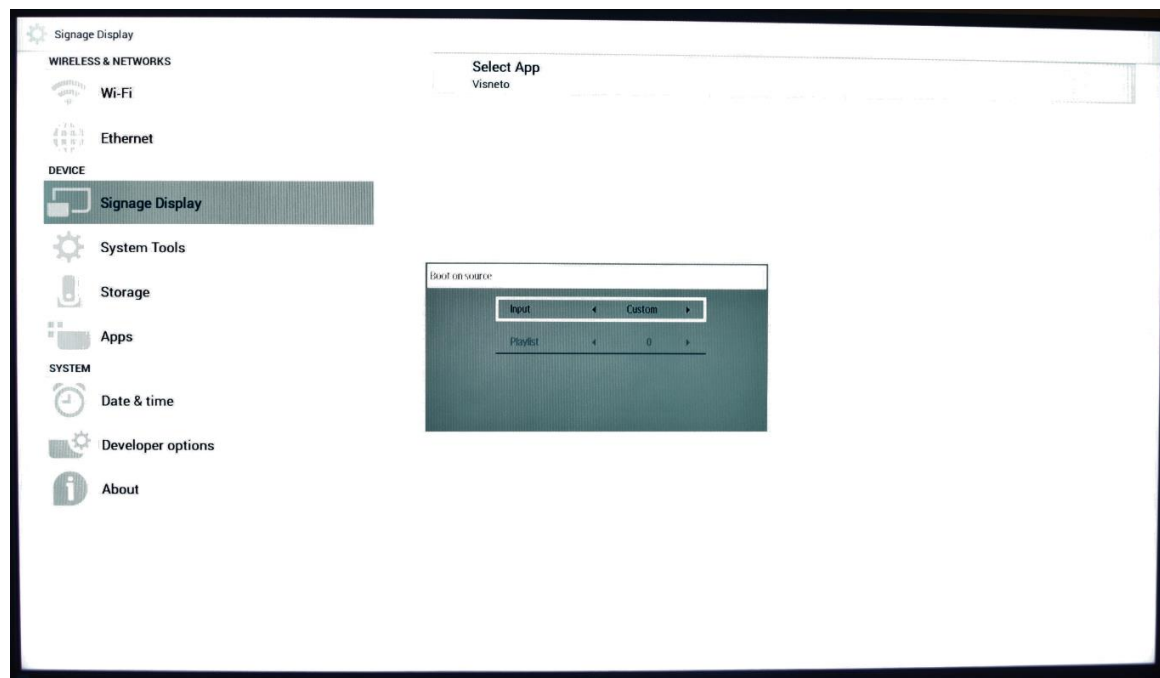 Signage Display
WIRELESS & NETWORKS
Wi-Fi
Ethernet
DEVICE
Signage Display
System Tools
Storage
Apps
SYSTEM
Date & time
Developer options
About
Select App
Visneto
Boot on source
Input Custom
Playlist 0